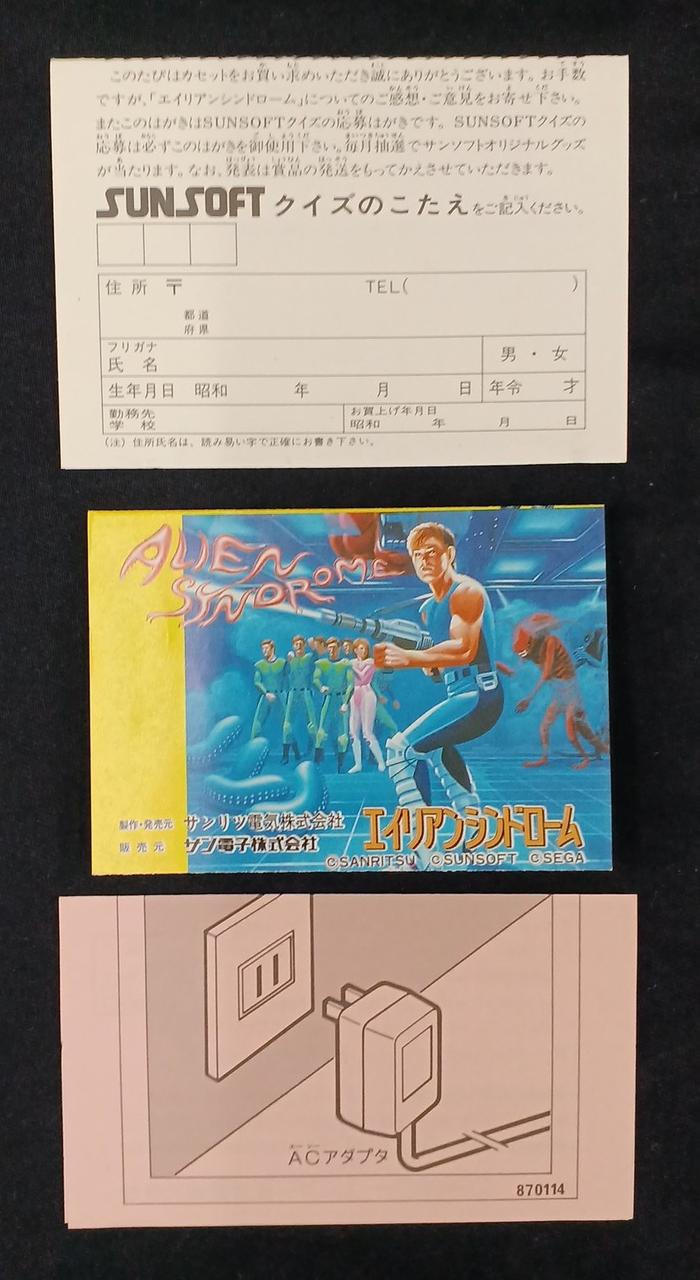 このたびはカセットをお買い求めいただき誠にありがとうございます。お手数
ですが、「エイリアンシンドローム」についてのご感想・ご意見をお寄せ下さい。
またこのはがきはSUNSOFTクイズの応募はがきです。SUNSOFTクイズの
応募は必ずこのはがきを御使用下さい。毎月抽選でサンソフトオリジナルグッズ
が当たります。なお、発表は賞品の発送をもってかえさせていただきます。
SUNSOFT クイズのこたえをご記入ください。
住所 〒 TEL( )
都道
府県
フリガナ
氏名 男・女
生年月日 昭和 年 月 日 年令 才
勤務先
学校
お買上げ年月日
昭和 年 月 日
(注) 住所氏名は、読み易い字で正確にお書き下さい。
ALIEN
SYNDROME
製作・発売元 サンリツ電気株式会社
販売元 サン電子株式会社
エイリアンシンドローム
©SANRITSU ©SUNSOFT ©SEGA
ACアダプタ
870114